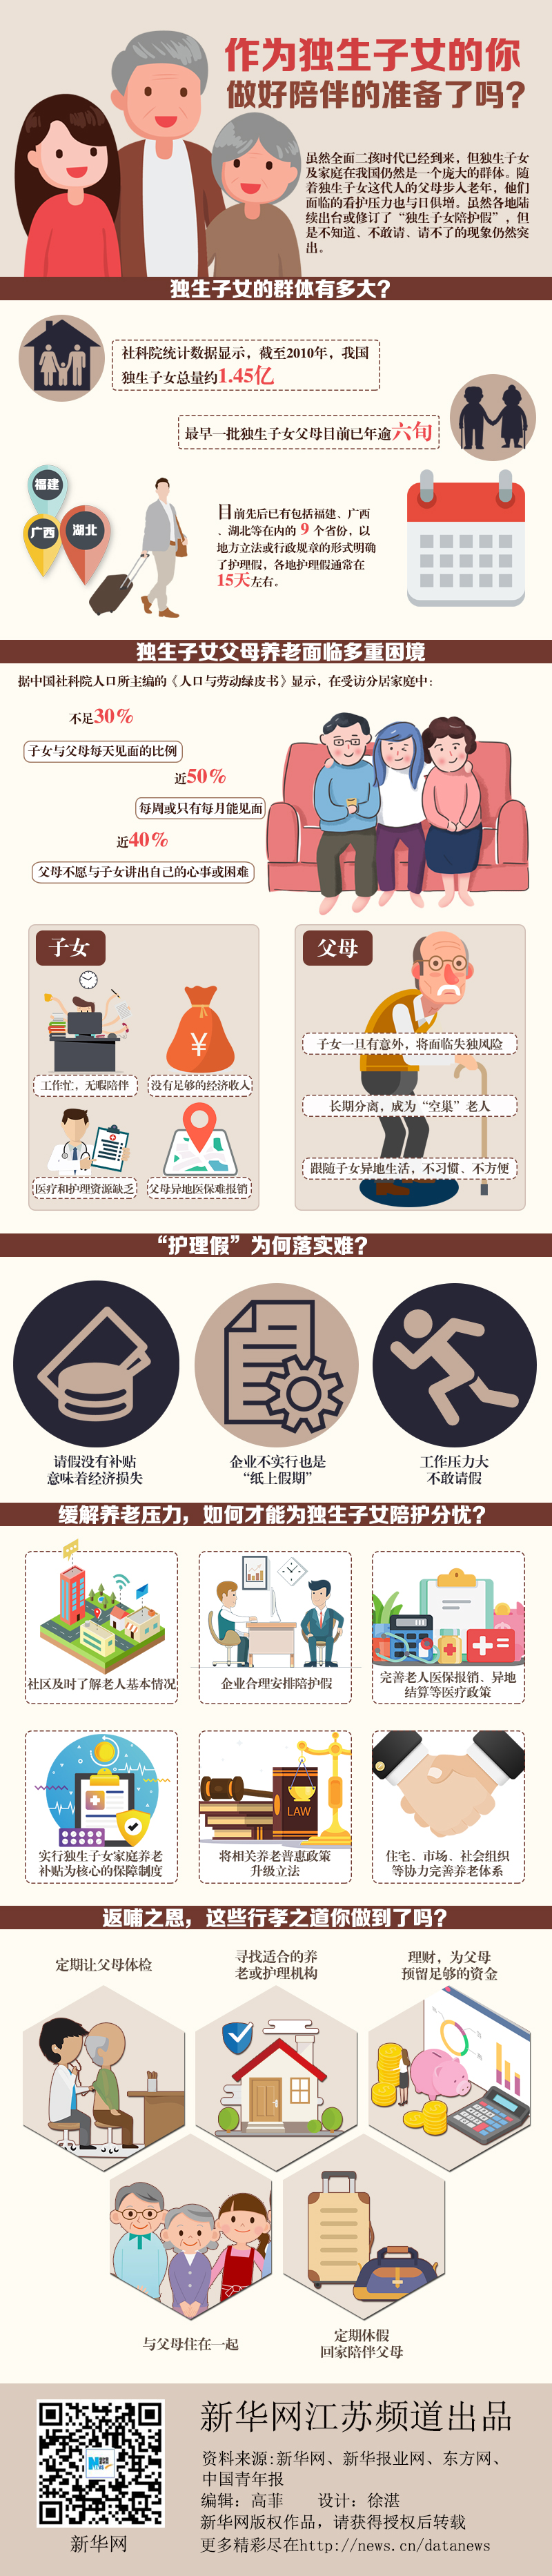 作为独生子女的你
做好陪伴的准备了吗?
虽然全面二孩时代已经到来，但独生子女
及家庭在我国仍然是一个庞大的群体。随
着独生子女这代人的父母步入老年，他们
面临的看护压力也与日俱增。虽然各地陆
续出台或修订了“独生子女陪护假”，但
是不知道、不敢请、请不了的现象仍然突
出。
独生子女的群体有多大?
社科院统计数据显示，截至2010年，我国
独生子女总量约1.45亿
最早一批独生子女父母目前已年逾六旬
福建
广西
湖北
目前先后已有包括福建、广西
、湖北等在内的 9 个省份，以
地方立法或行政规章的形式明确
了护理假，各地护理假通常在
15天左右。
独生子女父母养老面临多重困境
据中国社科院人口所主编的《人口与劳动绿皮书》显示，在受访分居家庭中:
不足30%
子女与父母每天见面的比例
近50%
每周或只有每月能见面
近40%
父母不愿与子女讲出自己的心事或困难
子女
工作忙，无暇陪伴
¥
没有足够的经济收入
医疗和护理资源缺乏
父母异地医保难报销
父母
子女一旦有意外，将面临失独风险
长期分离，成为“空巢”老人
跟随子女异地生活，不习惯、不方便
“护理假”为何落实难?
请假没有补贴
意味着经济损失
企业不实行也是
“纸上假期”
工作压力大
不敢请假
缓解养老压力，如何才能为独生子女陪护分忧?
社区及时了解老人基本情况
企业合理安排陪护假
完善老人医保报销、异地
结算等医疗政策
实行独生子女家庭养老
补贴为核心的保障制度
LAW
将相关养老普惠政策
升级立法
住宅、市场、社会组织
等协力完善养老体系
返哺之恩，这些行孝之道你做到了吗?
定期让父母体检
寻找适合的养
老或护理机构
理财，为父母
预留足够的资金
与父母住在一起
定期休假
回家陪伴父母
新华网
新华网江苏频道出品
资料来源:新华网、新华报业网、东方网、
中国青年报
编辑：高菲 设计：徐湛
新华网版权作品，请获得授权后转载
更多精彩尽在http://news.cn/datanews